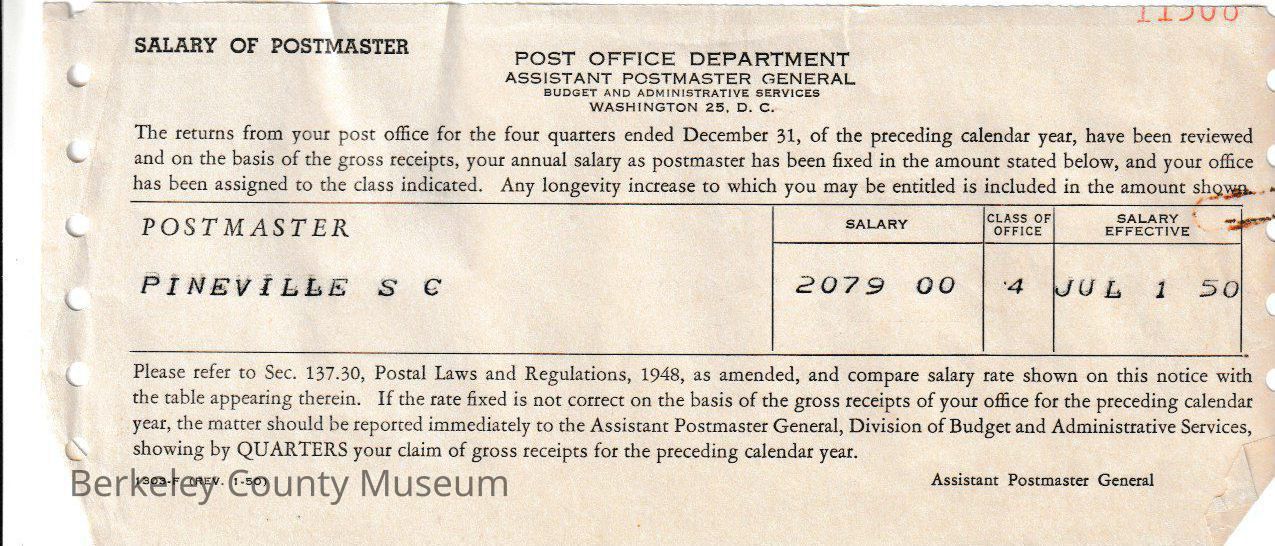 SALARY OF POSTMASTER
POST OFFICE DEPARTMENT
ASSISTANT POSTMASTER GENERAL
BUDGET AND ADMINISTRATIVE SERVICES
WASHINGTON 25, D. C.
The returns from your post office for the four quarters ended December 31, of the preceding calendar year, have been reviewed
and on the basis of the gross receipts, your annual salary as postmaster has been fixed in the amount stated below, and your office
has been assigned to the class indicated. Any longevity increase to which you may be entitled is included in the amount shown.
POSTMASTER
SALARY
CLASS OF
OFFICE
SALARY
EFFECTIVE
PINEVILLE S C
2079 00
4
JUL 1 50
Please refer to Sec. 137.30, Postal Laws and Regulations, 1948, as amended, and compare salary rate shown on this notice with
the table appearing therein. If the rate fixed is not correct on the basis of the gross receipts of your office for the preceding calendar
year, the matter should be reported immediately to the Assistant Postmaster General, Division of Budget and Administrative Services,
showing by QUARTERS your claim of gross receipts for the preceding calendar year.
1303-F (REV. 1-50)
Assistant Postmaster General
Berkeley County Museum